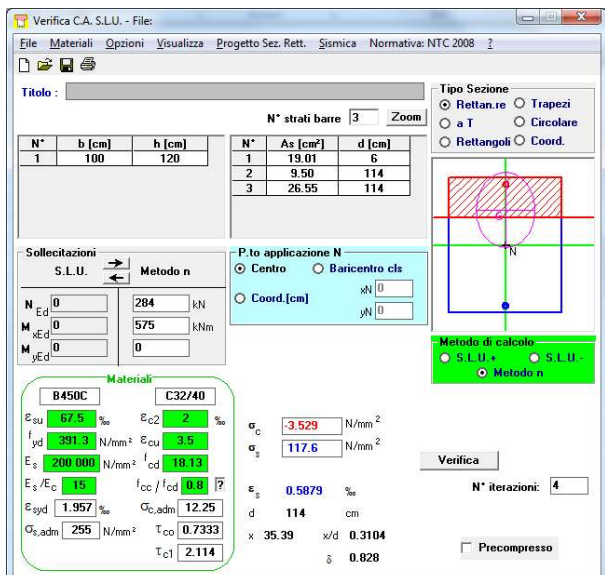 Verifica C.A. S.L.U. - File:
File Materiali Opzioni Visualizza Progetto Sez. Rett. Sismica Normativa: NTC 2008 ?
Titolo :
N° strati barre 3 Zoom
Tipo Sezione
Rettan.re Trapezi
a T Circolare
Rettangoli Coord.
N° b [cm] h [cm]
1 100 120
N° As [cm²] d [cm]
1 19.01 6
2 9.50 114
3 26.55 114
N
Sollecitazioni
S.L.U. Metodo n
N Ed 0 284 kN
M xEd 0 575 kNm
M yEd 0 0
P.to applicazione N
Centro Baricentro cls
Coord.[cm] xN 0
yN 0
Metodo di calcolo
S.L.U.+ S.L.U.-
Metodo n
Materiali
B450C C32/40
εsu 67.5 ‰ εc2 2 ‰
fyd 391.3 N/mm² εcu 3.5
Es 200 000 N/mm² fcd 18.13
Es/Ec 15 fcc / fcd 0.8 ?
εsyd 1.957 ‰ σc,adm 12.25
σs,adm 255 N/mm² τco 0.7333
τc1 2.114
σc -3.529 N/mm²
σs 117.6 N/mm²
εs 0.5879 ‰
d 114 cm
x 35.39 x/d 0.3104
δ 0.828
Verifica
N° iterazioni: 4
Precompresso